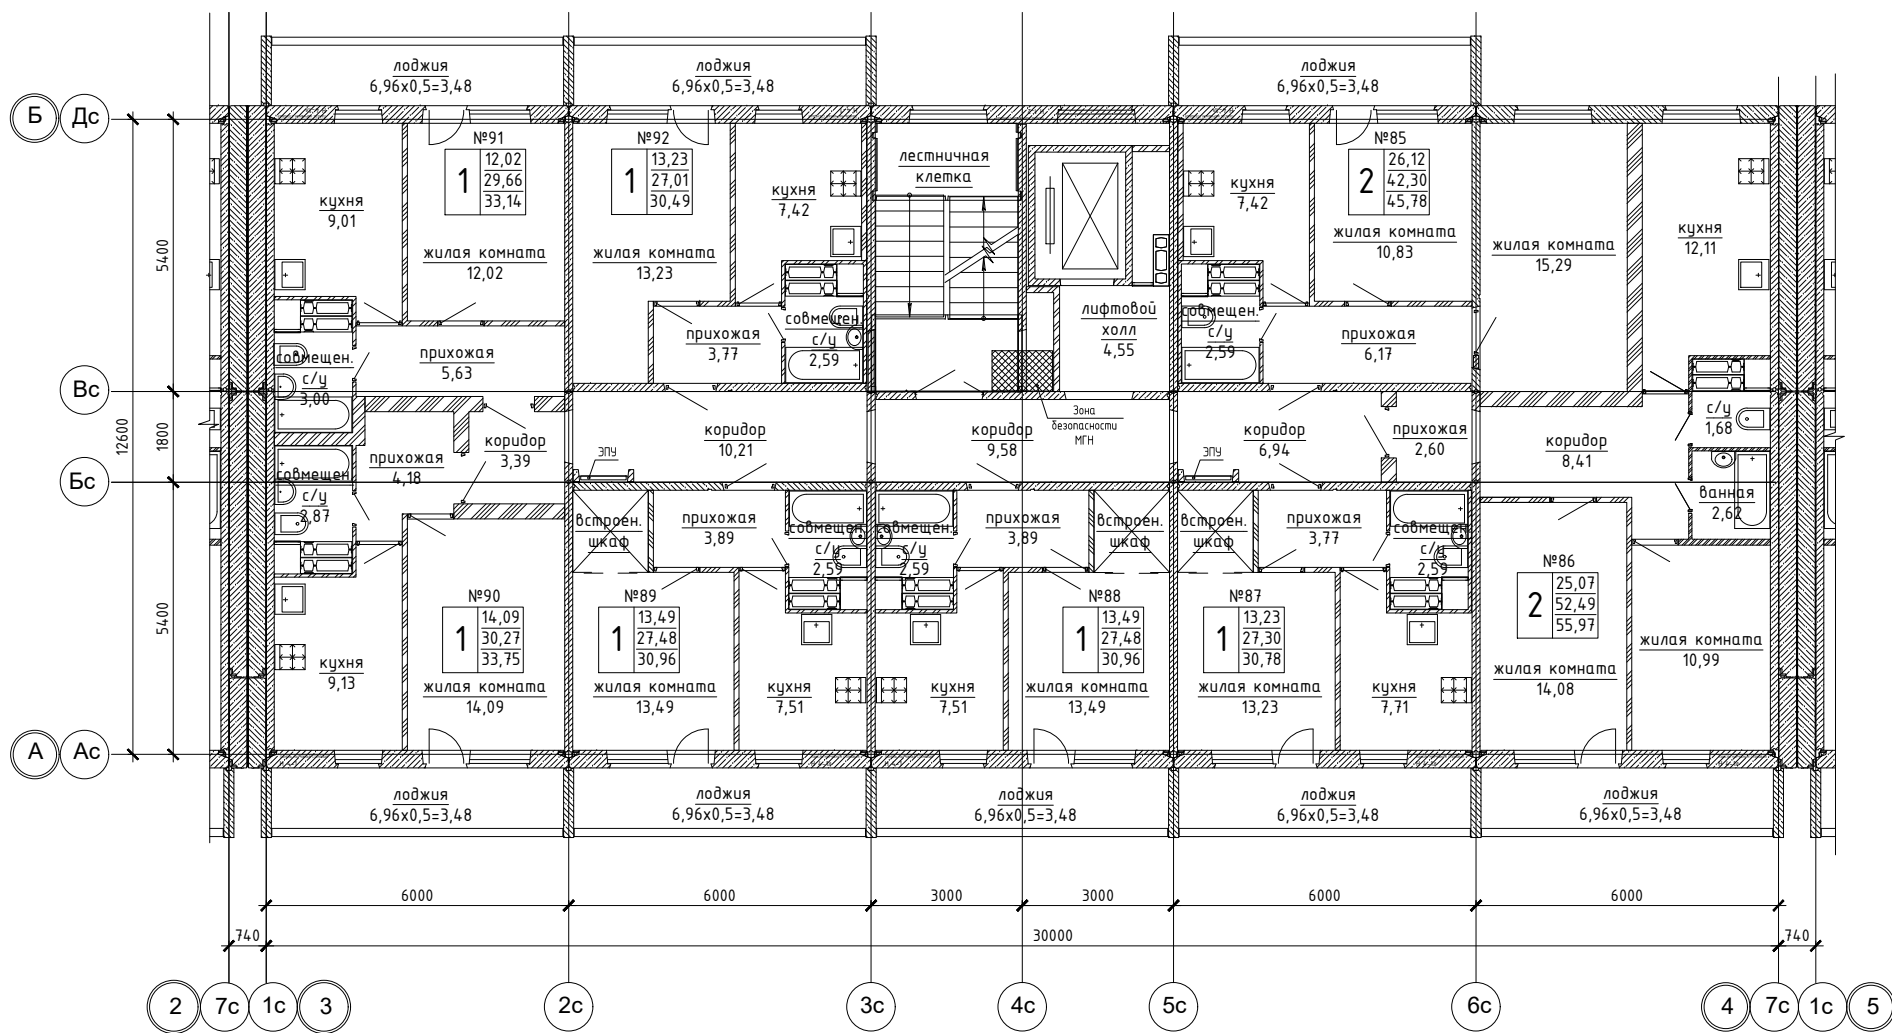 лоджия
6,96х0,5=3,48
лоджия
6,96х0,5=3,48
лоджия
6,96х0,5=3,48
Б
Дс
№91
1
12,02
29,66
33,14
кухня
9,01
жилая комната
12,02
№92
1
13,23
27,01
30,49
жилая комната
13,23
кухня
7,42
лестничная
клетка
кухня
7,42
№85
2
26,12
42,30
45,78
жилая комната
10,83
жилая комната
15,29
кухня
12,11
5400
совмещен.
с/у
3,00
прихожая
5,63
прихожая
3,77
совмещен
с/у
2,59
лифтовой
холл
4,55
совмещен.
с/у
2,59
прихожая
6,17
Вс
12600
1800
прихожая
4,18
коридор
3,39
коридор
10,21
ЭПУ
коридор
9,58
Зона
безопасности
МГН
коридор
6,94
ЭПУ
прихожая
2,60
коридор
8,41
с/у
1,68
Бс
совмещен.
с/у
2,87
встроен.
шкаф
прихожая
3,89
совмещен.
с/у
2,59
овмещен.
с/у
2,59
прихожая
3,89
встроен.
шкаф
встроен.
шкаф
прихожая
3,77
совмещен.
с/у
2,59
ванная
2,62
5400
кухня
9,13
№90
1
14,09
30,27
33,75
жилая комната
14,09
№89
1
13,49
27,48
30,96
жилая комната
13,49
кухня
7,51
кухня
7,51
№88
1
13,49
27,48
30,96
жилая комната
13,49
№87
1
13,23
27,30
30,78
жилая комната
13,23
кухня
7,71
№86
2
25,07
52,49
55,97
жилая комната
14,08
жилая комната
10,99
А
Ас
лоджия
6,96х0,5=3,48
лоджия
6,96х0,5=3,48
лоджия
6,96х0,5=3,48
лоджия
6,96х0,5=3,48
лоджия
6,96х0,5=3,48
6000
6000
3000
3000
6000
6000
740
30000
740
2
7с
1с
3
2с
3с
4с
5с
6с
4
7с
1с
5